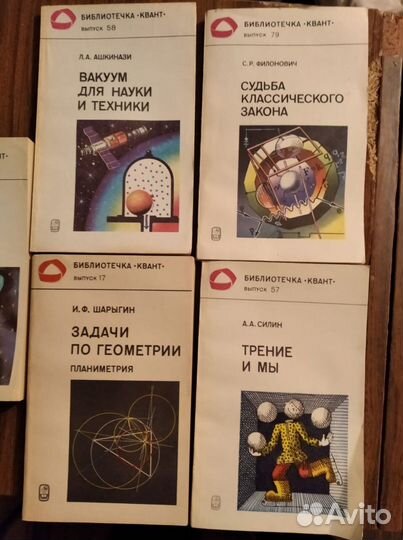 БИБЛИОТЕЧКА «КВАНТ»
ВЫПУСК 58
Л.А. АШКИНАЗИ
ВАКУУМ
ДЛЯ НАУКИ
И ТЕХНИКИ
БИБЛИОТЕЧКА «КВАНТ»
ВЫПУСК 79
С.Р. ФИЛОНОВИЧ
СУДЬБА
КЛАССИЧЕСКОГО
ЗАКОНА
БИБЛИОТЕЧКА «КВАНТ»
ВЫПУСК 17
И.Ф. ШАРЫГИН
ЗАДАЧИ
ПО ГЕОМЕТРИИ
ПЛАНИМЕТРИЯ
БИБЛИОТЕЧКА «КВАНТ»
ВЫПУСК 57
А.А. СИЛИН
ТРЕНИЕ
И МЫ
Avito